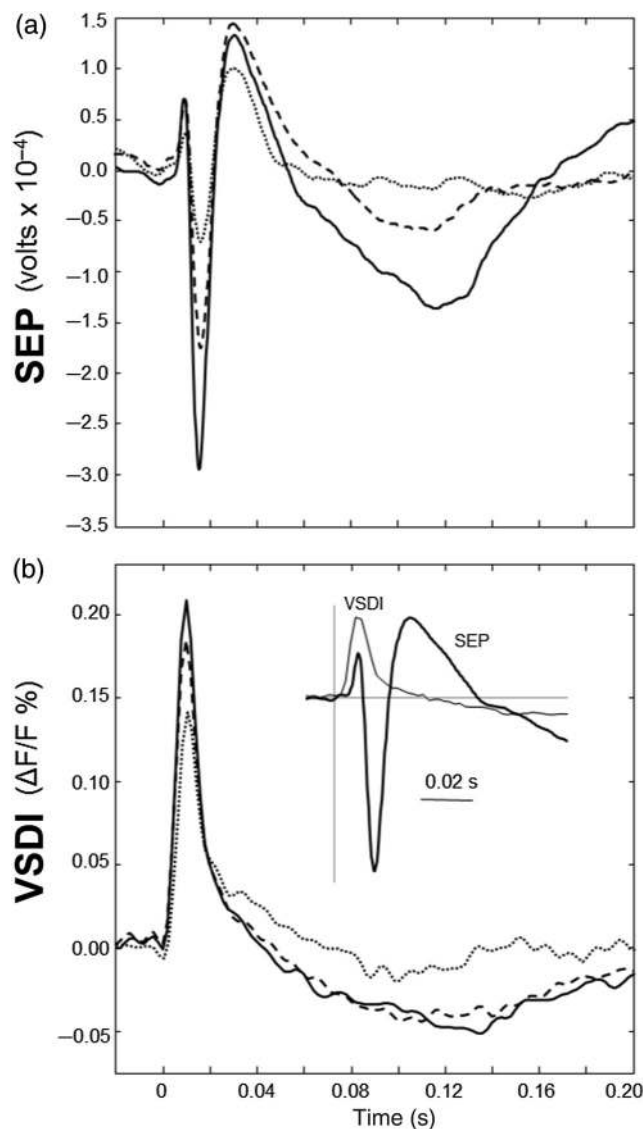 (a)
1.5
1.0
0.5
0.0
—0.5
—1.0
—1.5
—2.0
—2.5
—3.0
—3.5
SEP (volts x 10⁻⁴)
(b)
0.20
0.15
0.10
0.05
0.00
—0.05
VSDI (ΔF/F %)
VSDI
SEP
0.02 s
0 0.04 0.08 0.12 0.16 0.20
Time (s)